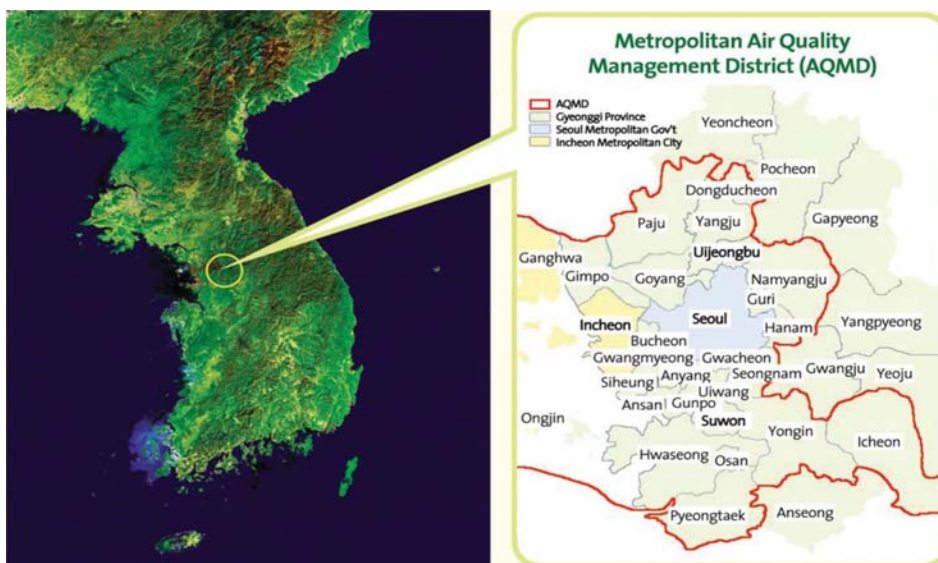 Metropolitan Air Quality
Management District (AQMD)
AQMD
Gyeonggi Province
Seoul Metropolitan Gov't
Incheon Metropolitan City
Yeoncheon
Pocheon
Dongducheon
Paju
Yangju
Gapyeong
Uijeongbu
Ganghwa
Gimpo
Goyang
Namyangju
Guri
Incheon
Seoul
Hanam
Yangpyeong
Bucheon
Gwangmyeong
Gwacheon
Siheung
Anyang
Seongnam
Gwangju
Yeoju
Uiwang
Ansan
Gunpo
Ongjin
Suwon
Yongin
Icheon
Hwaseong
Osan
Pyeongtaek
Anseong